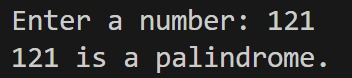 Enter a number: 121
121 is a palindrome.